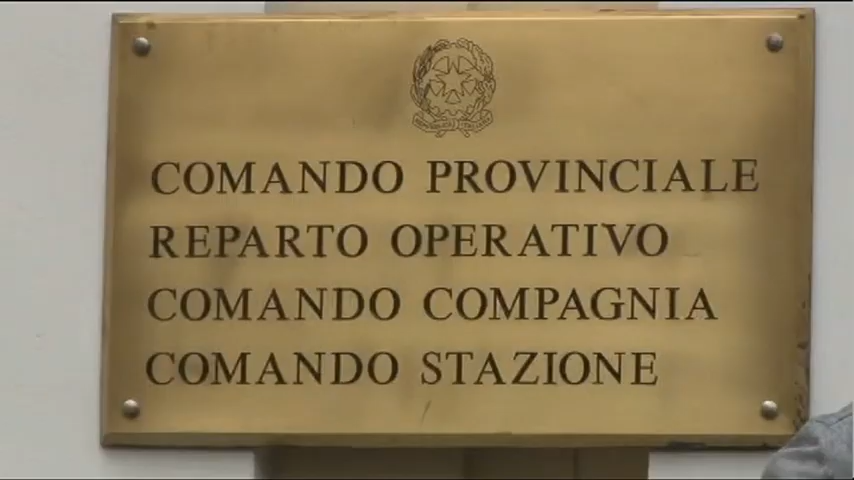 COMANDO PROVINCIALE
REPARTO OPERATIVO
COMANDO COMPAGNIA
COMANDO STAZIONE